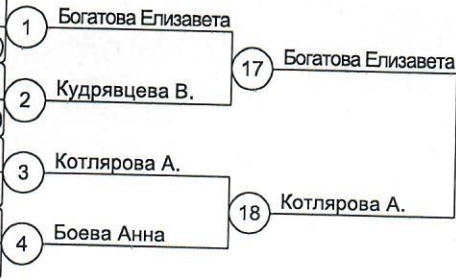 1 Богатова Елизавета
17 Богатова Елизавета
2 Кудрявцева В.
3 Котлярова А.
18 Котлярова А.
4 Боева Анна